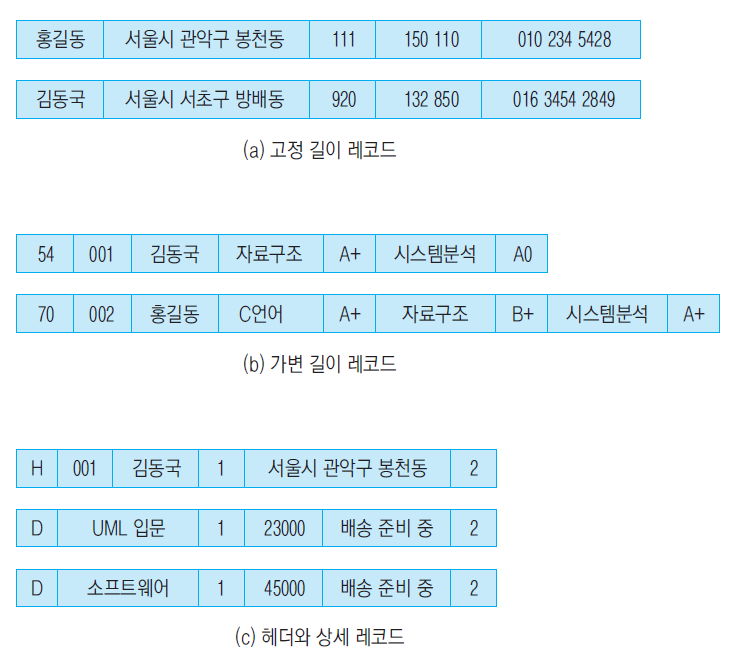 홍길동 서울시 관악구 봉천동 111 150 110 010 234 5428
김동국 서울시 서초구 방배동 920 132 850 016 3454 2849
(a) 고정 길이 레코드
54 001 김동국 자료구조 A+ 시스템분석 A0
70 002 홍길동 C언어 A+ 자료구조 B+ 시스템분석 A+
(b) 가변 길이 레코드
H 001 김동국 1 서울시 관악구 봉천동 2
D UML 입문 1 23000 배송 준비 중 2
D 소프트웨어 1 45000 배송 준비 중 2
(c) 헤더와 상세 레코드